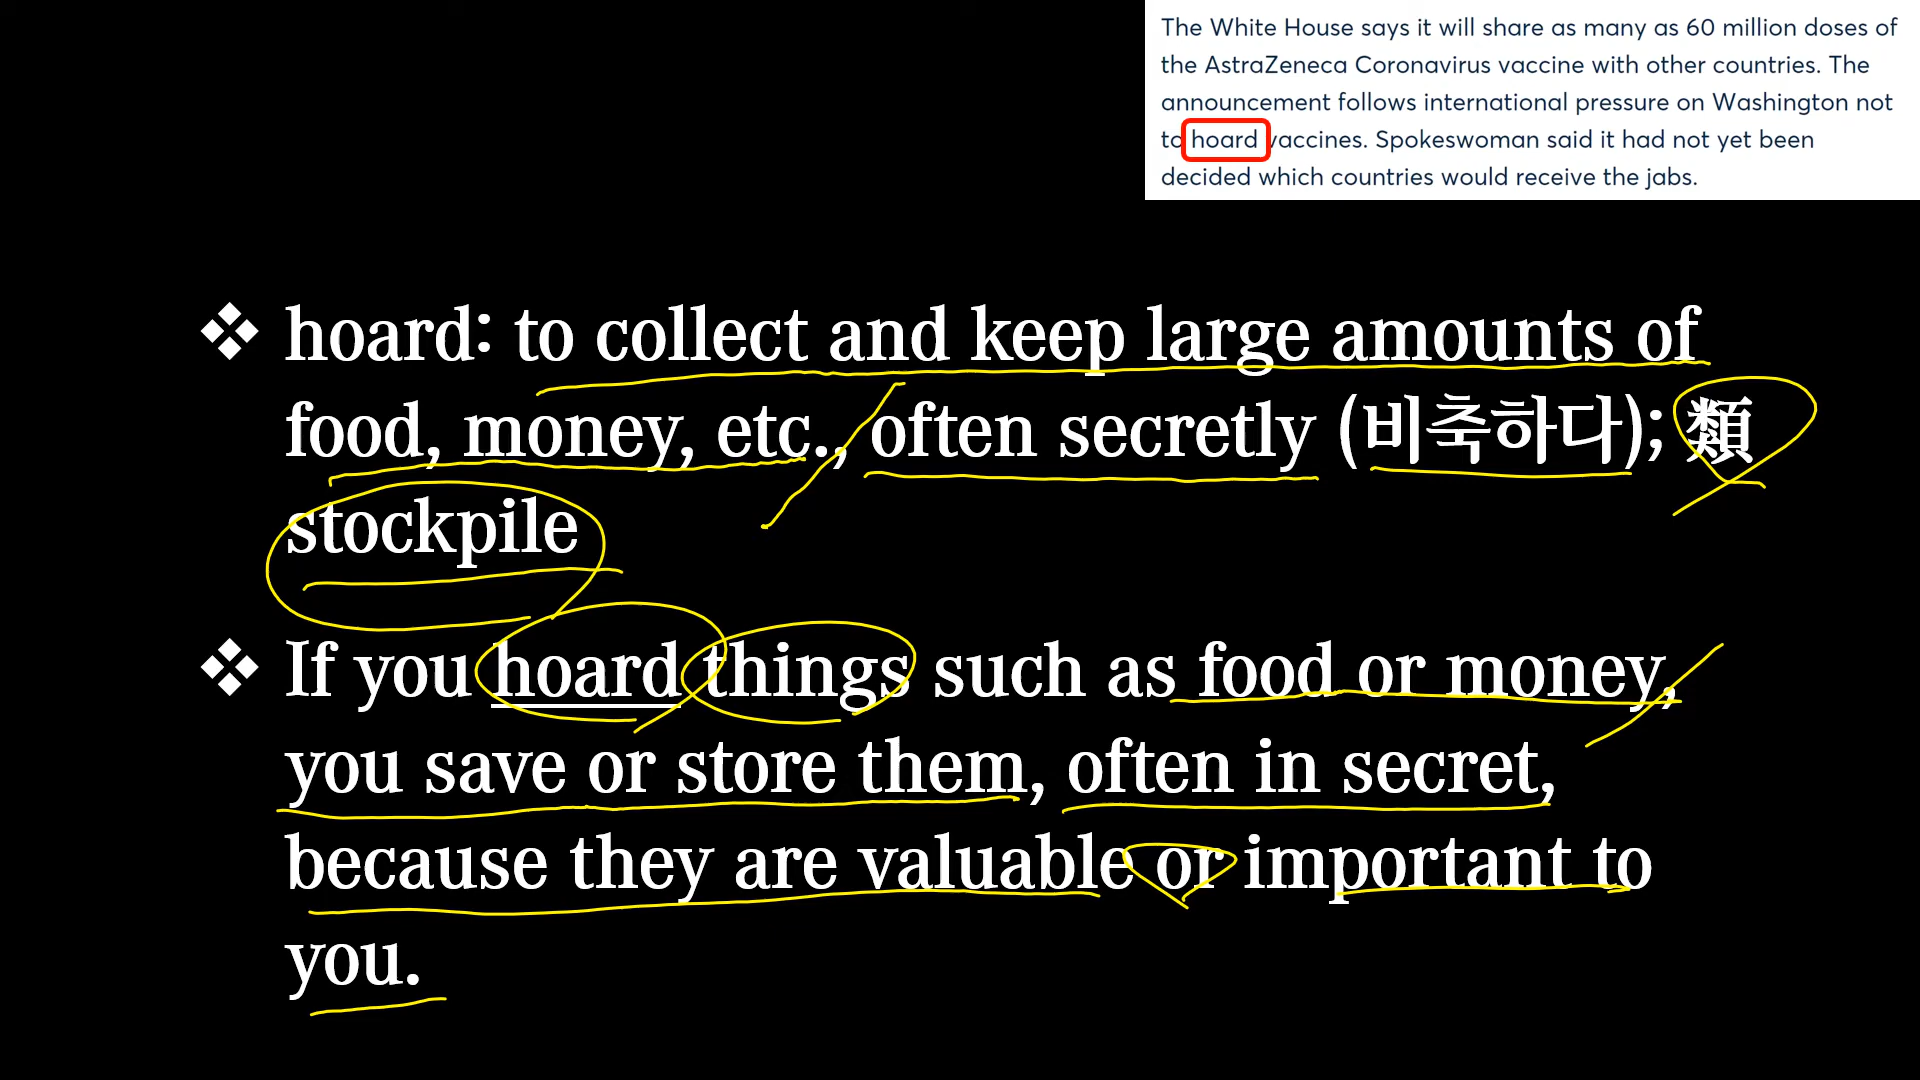 The White House says it will share as many as 60 million doses of
the AstraZeneca Coronavirus vaccine with other countries. The
announcement follows international pressure on Washington not
to hoard vaccines. Spokeswoman said it had not yet been
decided which countries would receive the jabs.
❖ hoard: to collect and keep large amounts of
food, money, etc., often secretly (비축하다); 類
stockpile
❖ If you hoard things such as food or money,
you save or store them, often in secret,
because they are valuable or important to
you.